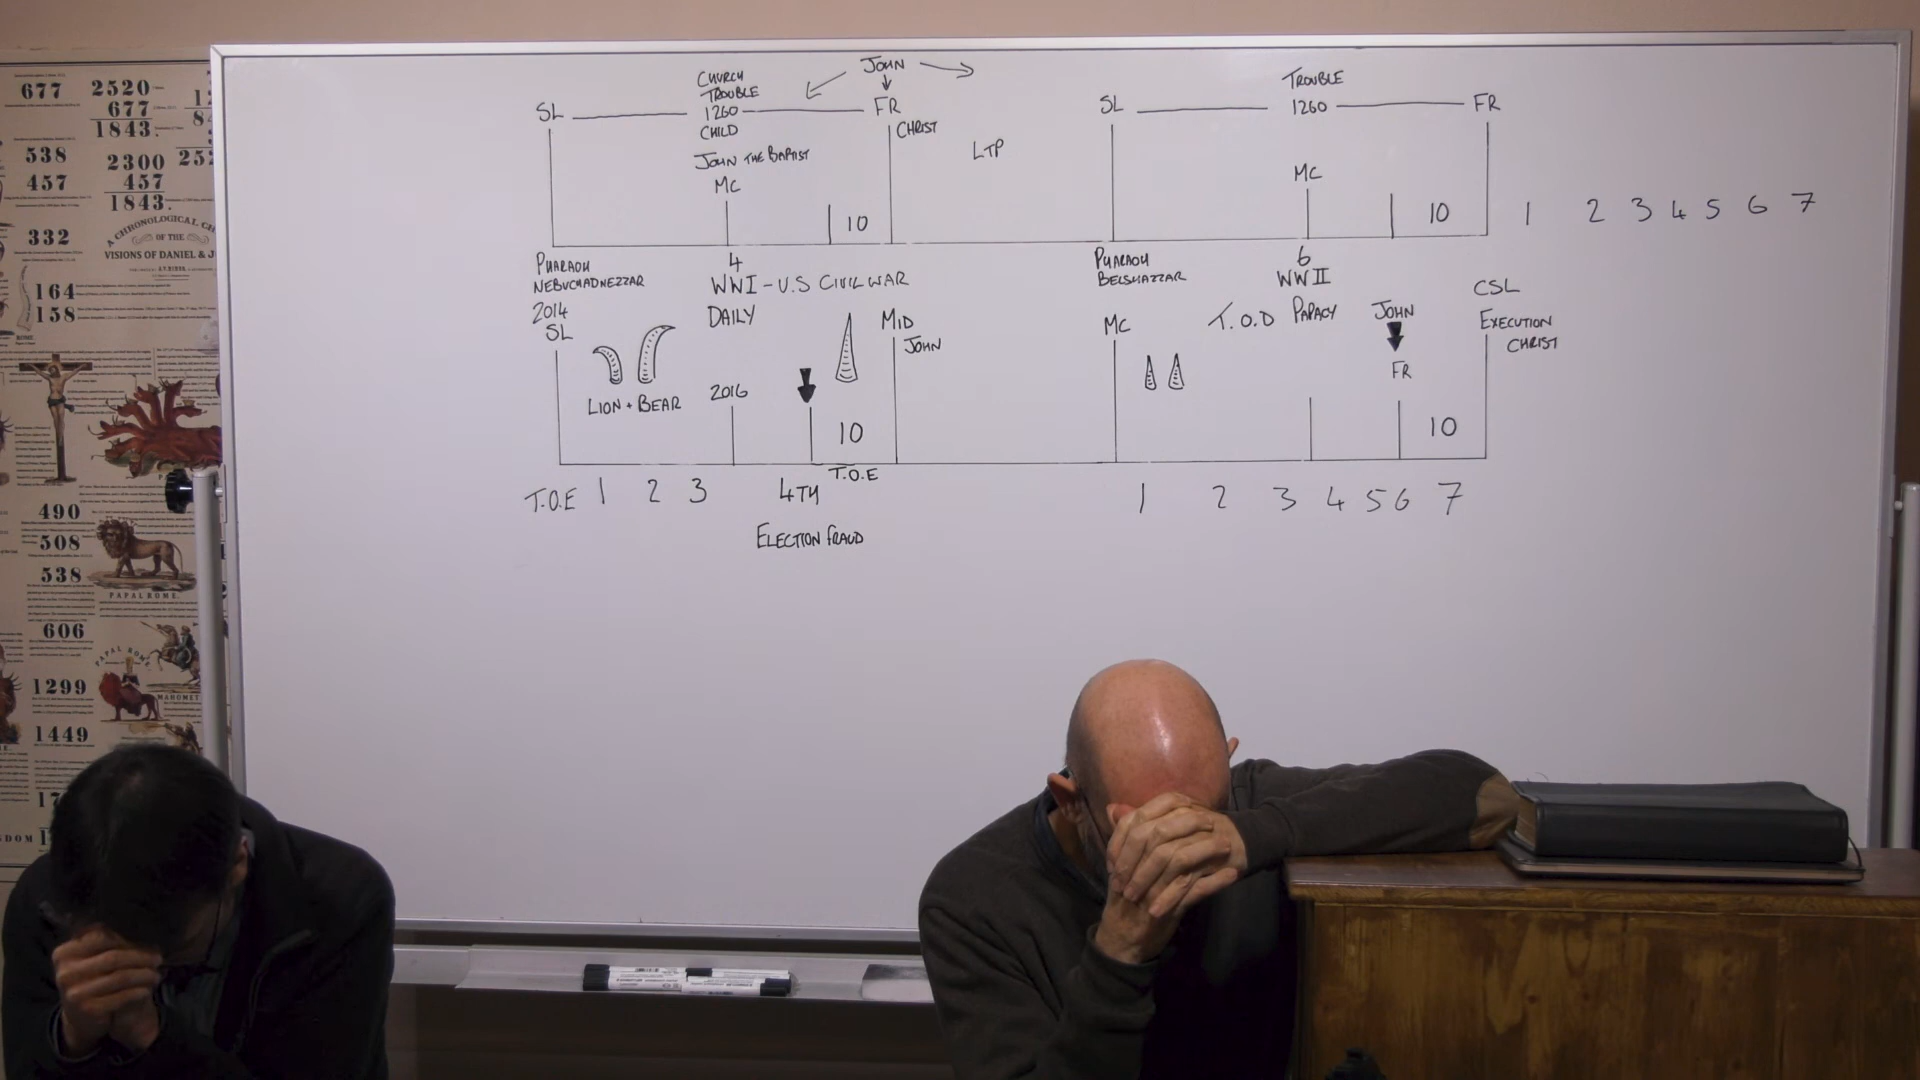 JOHN
CHURCH
TROUBLE
SL
1260
FR
CHILD
CHRIST
JOHN THE BAPTIST
MC
LTP
10
TROUBLE
SL
1260
FR
MC
10
1 2 3 4 5 6 7
PHARAOH
NEBUCHADNEZZAR
2014
SL
4
WWI - U.S CIVIL WAR
DAILY
MID
JOHN
LION + BEAR
2016
10
T.O.E
PHARAOH
BELSHAZZAR
MC
6
WWII
T.O.D
PAPACY
JOHN
FR
CSL
EXECUTION
CHRIST
10
T.O.E 1 2 3 4TH
ELECTION FRAUD
1 2 3 4 5 6 7
677
2520
677
1843.
538
457
2300
457
1843.
332
A CHRONOLOGICAL
OF THE
VISIONS OF DANIEL & J
164
158
490
508
538
PAPAL ROME.
606
PAPAL ROME
1299
MAHOMET
1449